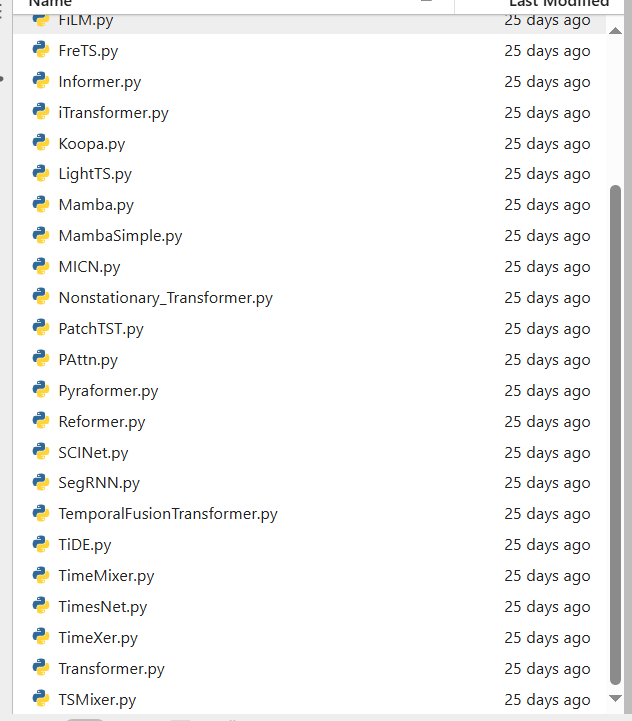 Name Last Modified
FiLM.py 25 days ago
FreTS.py 25 days ago
Informer.py 25 days ago
iTransformer.py 25 days ago
Koopa.py 25 days ago
LightTS.py 25 days ago
Mamba.py 25 days ago
MambaSimple.py 25 days ago
MICN.py 25 days ago
Nonstationary_Transformer.py 25 days ago
PatchTST.py 25 days ago
PAttn.py 25 days ago
Pyraformer.py 25 days ago
Reformer.py 25 days ago
SCINet.py 25 days ago
SegRNN.py 25 days ago
TemporalFusionTransformer.py 25 days ago
TiDE.py 25 days ago
TimeMixer.py 25 days ago
TimesNet.py 25 days ago
TimeXer.py 25 days ago
Transformer.py 25 days ago
TSMixer.py 25 days ago